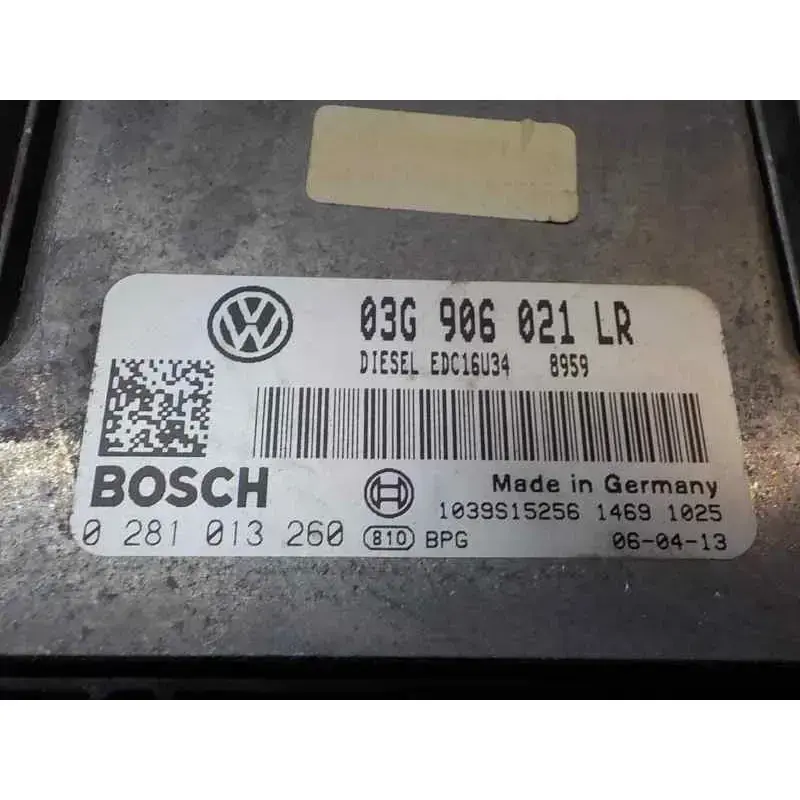 03G 906 021 LR
DIESEL EDC16U34 8959
BOSCH
Made in Germany
1039S15256 1469 1025
0 281 013 260 810 BPG 06-04-13